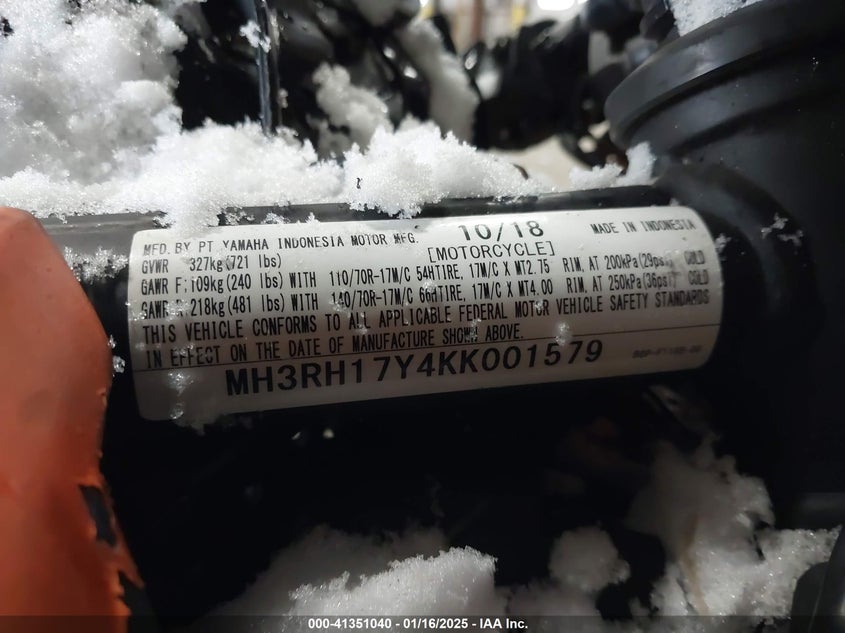 MFD. BY PT. YAMAHA INDONESIA MOTOR MFG. 10/18 MADE IN INDONESIA
GVWR 327kg(721 lbs) [MOTORCYCLE]
GAWR F:109kg(240 lbs) WITH 110/70R-17M/C 54HTIRE, 17M/C X MT2.75 RIM, AT 200kPa(29psi) COLD
GAWR R:218kg(481 lbs) WITH 140/70R-17M/C 66HTIRE, 17M/C X MT4.00 RIM, AT 250kPa(36psi) COLD
THIS VEHICLE CONFORMS TO ALL APPLICABLE FEDERAL MOTOR VEHICLE SAFETY STANDARDS
IN EFFECT ON THE DATE OF MANUFACTURE SHOWN ABOVE.
MH3RH17Y4KK001579
000-41351040 - 01/16/2025 - IAA Inc.